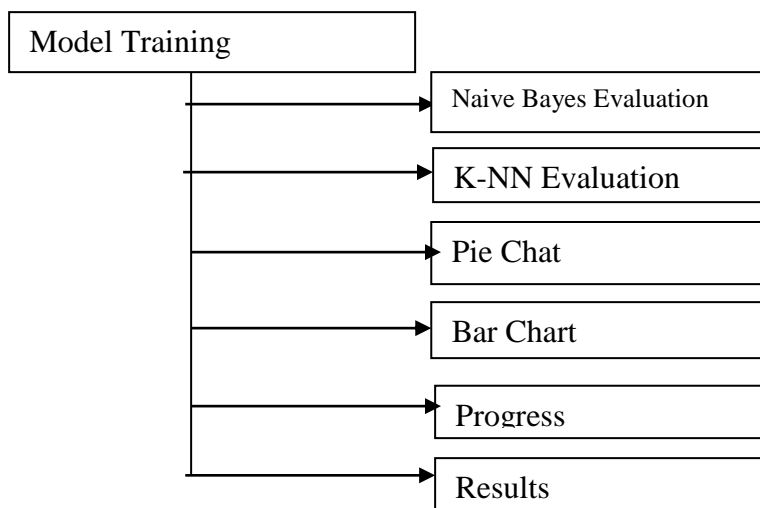 Model Training
Naive Bayes Evaluation
K-NN Evaluation
Pie Chat
Bar Chart
Progress
Results